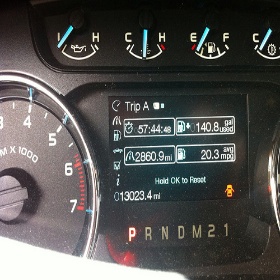 L H C H E F C
Trip A
57:44:48 140.8 gal used
2860.9 mi 20.3 avg mpg
Hold OK to Reset
13023.4 mi
3 4 5 6 7
M X 1000
P R N D M 2 1